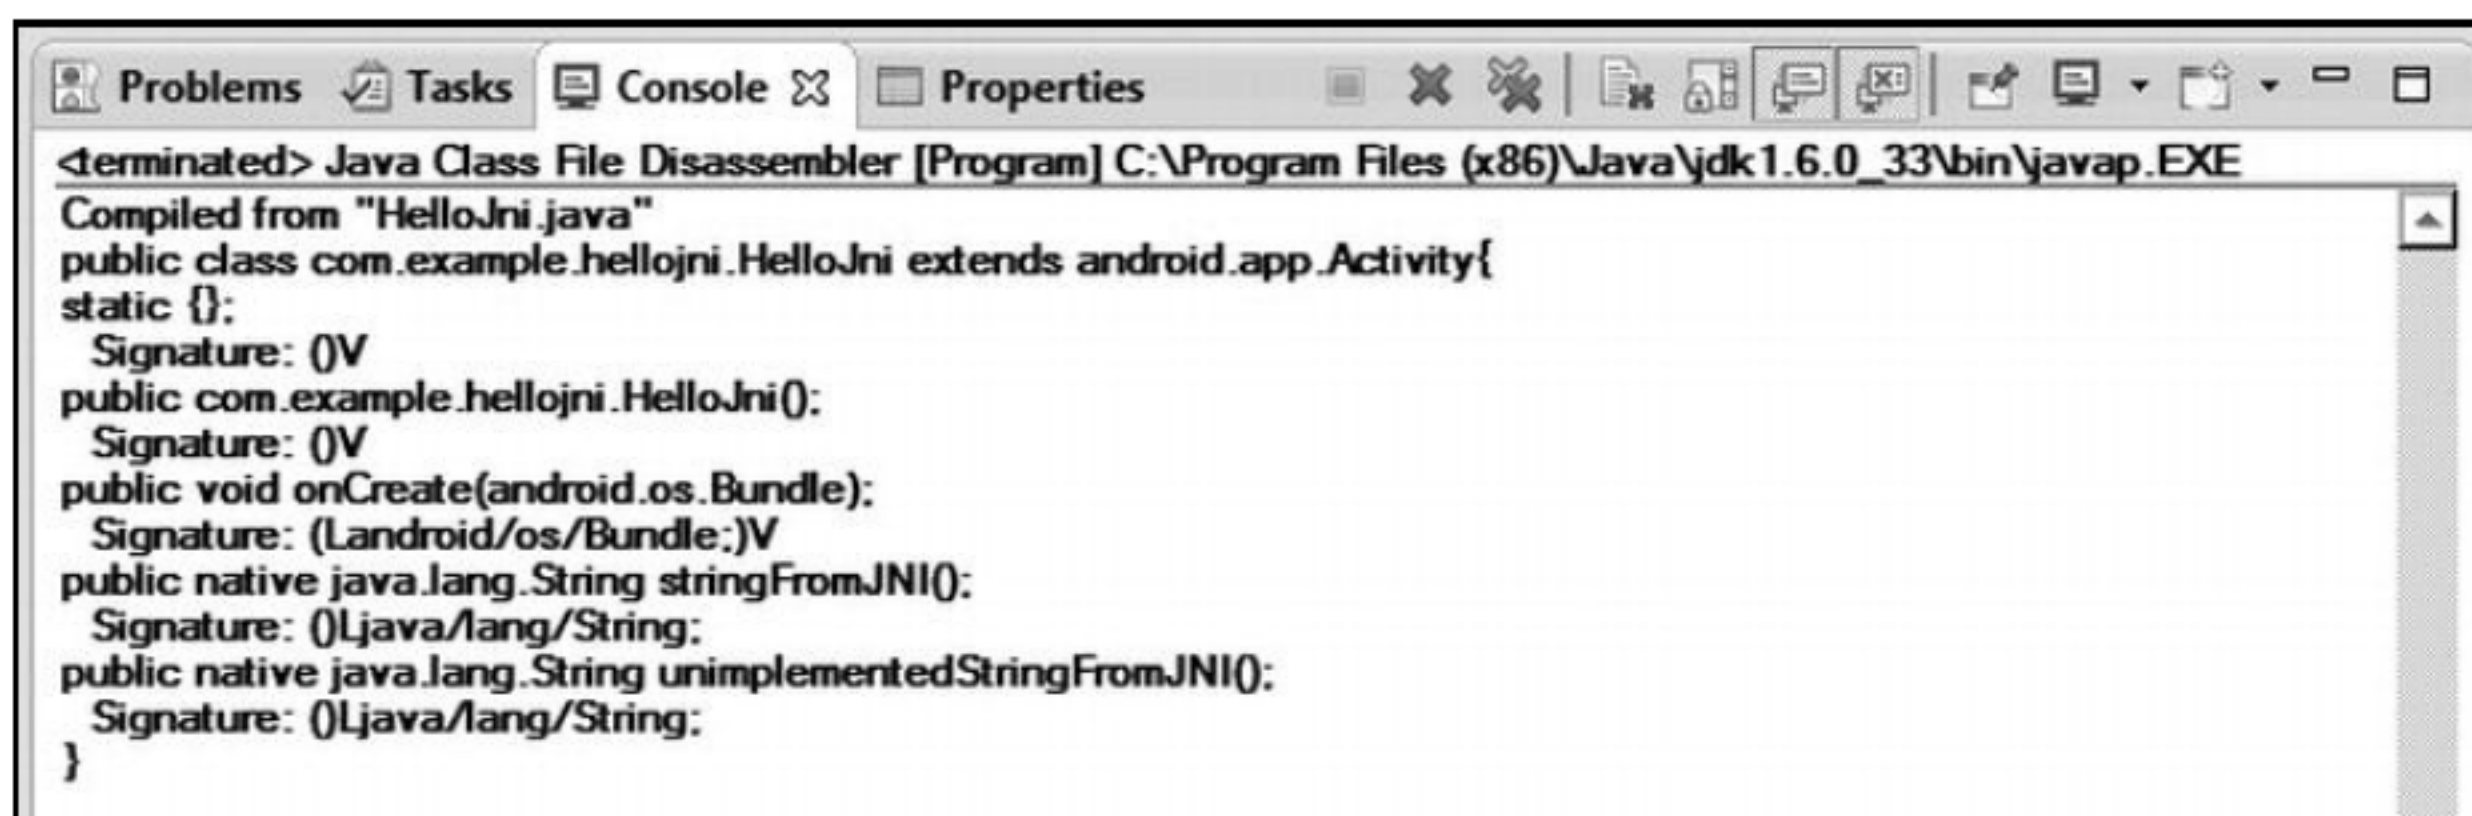 Problems Tasks Console Properties
<terminated> Java Class File Disassembler [Program] C:\Program Files (x86)\Java\jdk1.6.0_33\bin\javap.EXE
Compiled from "HelloJni.java"
public class com.example.hellojni.HelloJni extends android.app.Activity{
static {};
  Signature: ()V
public com.example.hellojni.HelloJni();
  Signature: ()V
public void onCreate(android.os.Bundle);
  Signature: (Landroid/os/Bundle;)V
public native java.lang.String stringFromJNI();
  Signature: ()Ljava/lang/String;
public native java.lang.String unimplementedStringFromJNI();
  Signature: ()Ljava/lang/String;
}